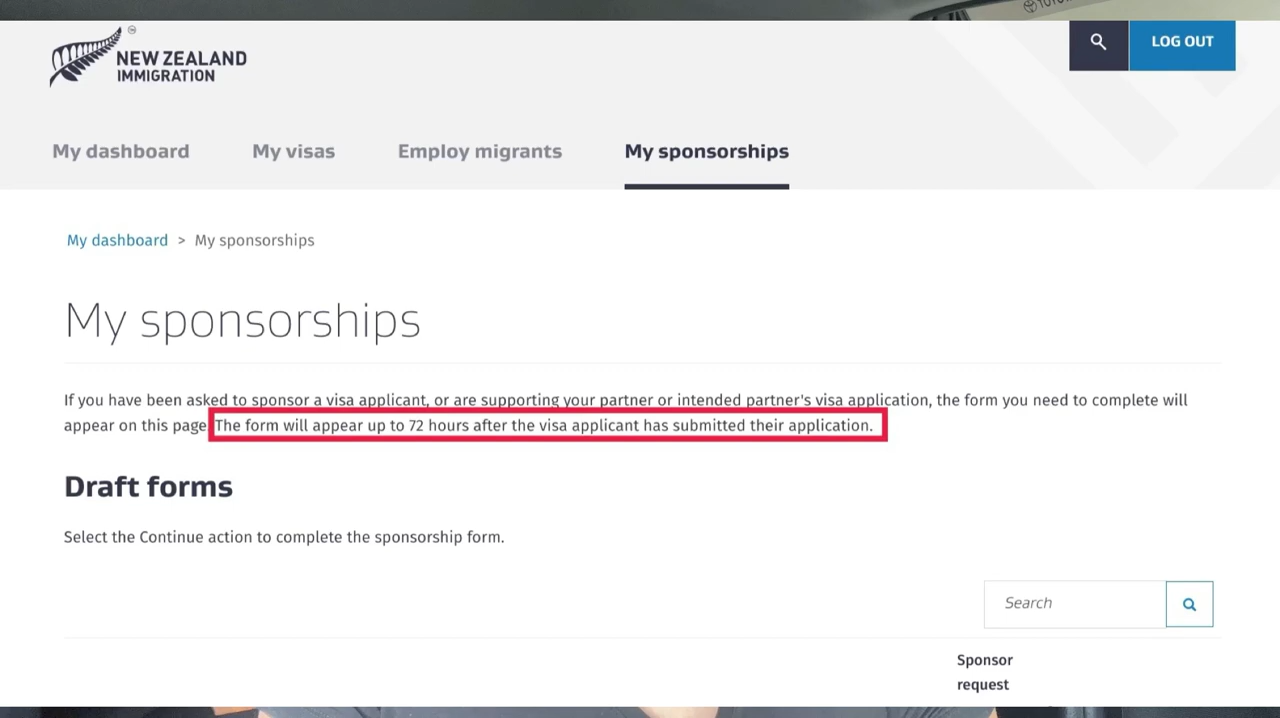 TOYOT
NEW ZEALAND
IMMIGRATION
TM
LOG OUT
My dashboard My visas Employ migrants My sponsorships
My dashboard > My sponsorships
My sponsorships
If you have been asked to sponsor a visa applicant, or are supporting your partner or intended partner's visa application, the form you need to complete will
appear on this page The form will appear up to 72 hours after the visa applicant has submitted their application.
Draft forms
Select the Continue action to complete the sponsorship form.
Search
Sponsor
request